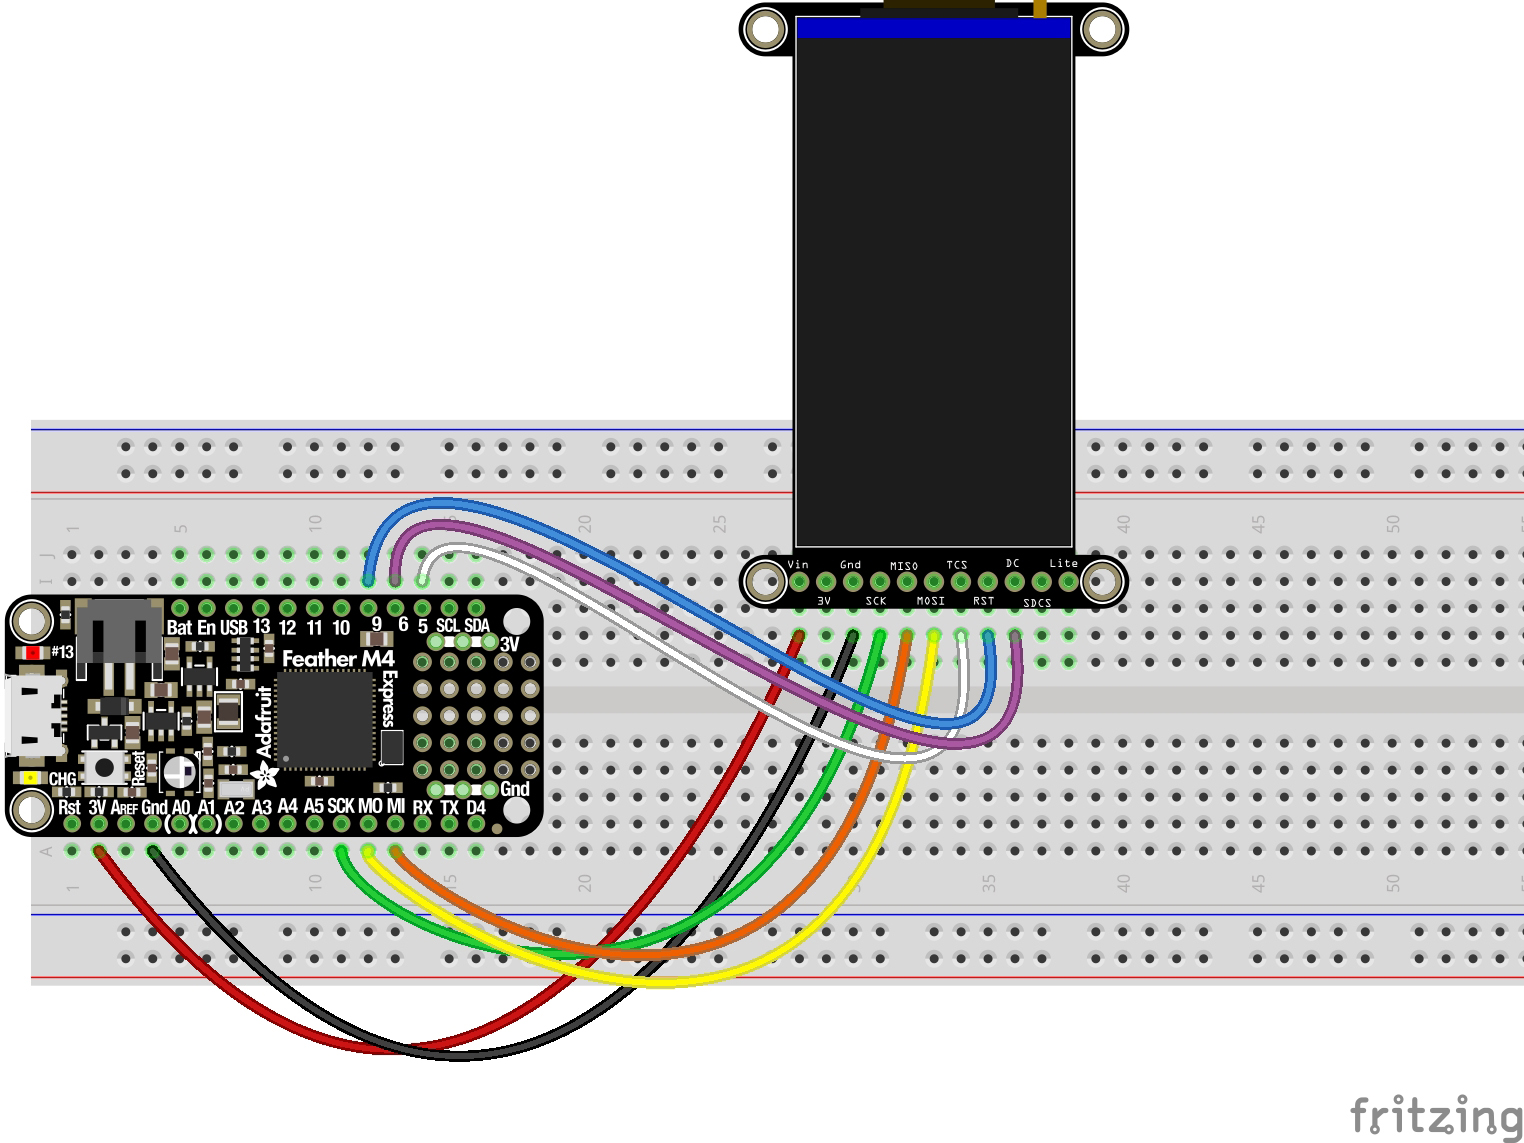 Vin Gnd MISO TCS DC Lite
3V SCK MOSI RST SDCS
1 5 10 15 20 25 40 45 50
J
I
Bat En USB 13 12 11 10 9 6 5 SCL SDA
3V
#13
Feather M4
Express
Adafruit
Reset
CHG
Gnd
Rst 3V AREF Gnd A0 A1 A2 A3 A4 A5 SCK MO MI RX TX D4
A
1 10 15 20 35 40 45 50
fritzing